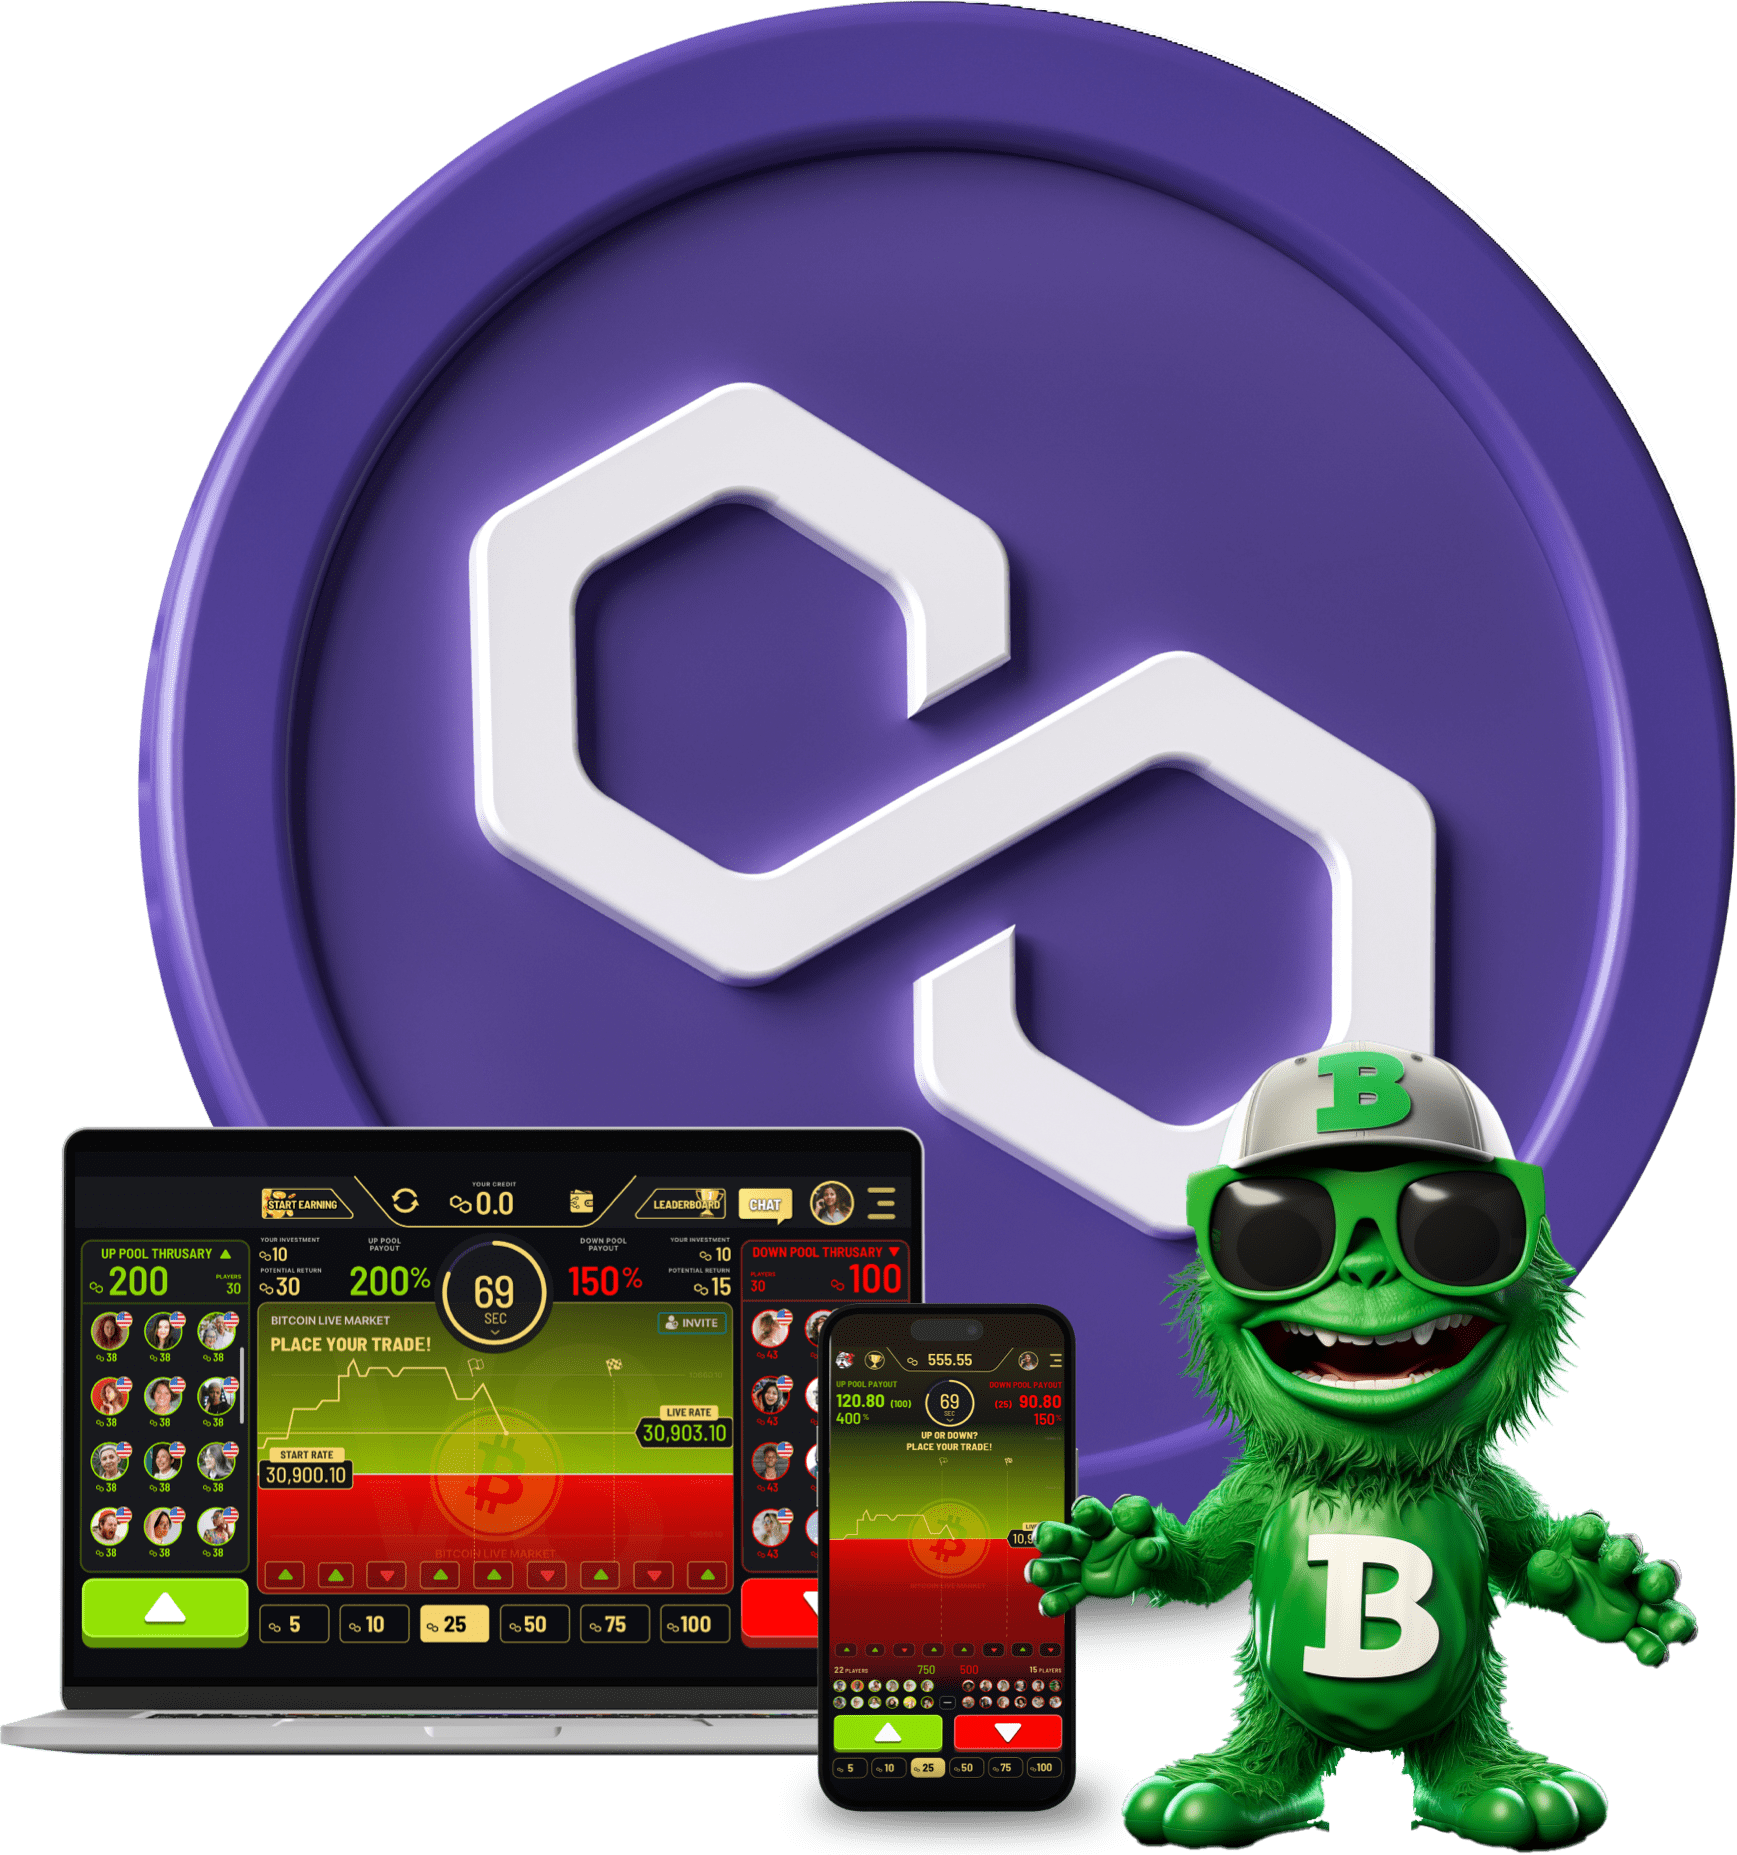 B
YOUR CREDIT
START EARNING
0.0
LEADERBOARD
CHAT
UP POOL THRUSARY
200
PLAYERS
30
YOUR INVESTMENT
10
POTENTIAL RETURN
30
UP POOL
PAYOUT
200%
69
SEC
DOWN POOL
PAYOUT
150%
YOUR INVESTMENT
10
POTENTIAL RETURN
15
DOWN POOL THRUSARY
PLAYERS
30
100
BITCOIN LIVE MARKET
INVITE
PLACE YOUR TRADE!
LIVE RATE
30,903.10
START RATE
30,900.10
BITCOIN LIVE MARKET
38 38 38
38 38 38
38 38 38
38 38 38
43
43
43
43
5 10 25 50 75 100
555.55
UP POOL PAYOUT
120.80 (100)
400%
69
SEC
DOWN POOL PAYOUT
(25) 90.80
150%
UP OR DOWN?
PLACE YOUR TRADE!
10,9
BITCOIN LIVE MARKET
22 PLAYERS 750 500 15 PLAYERS
5 10 25 50 75 100
B